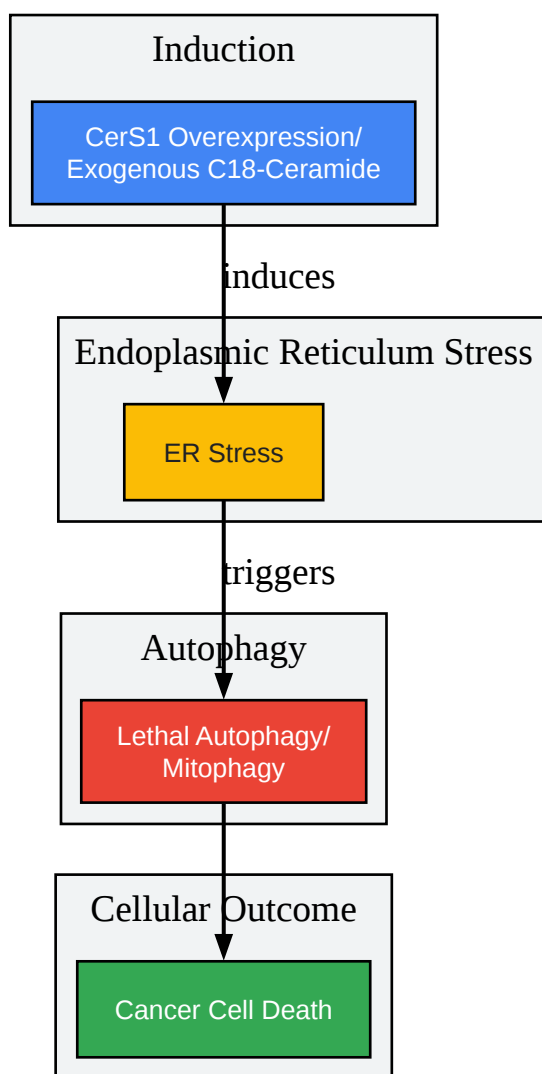 Induction
CerS1 Overexpression/
Exogenous C18-Ceramide
induces
Endoplasmic Reticulum Stress
ER Stress
triggers
Autophagy
Lethal Autophagy/
Mitophagy
Cellular Outcome
Cancer Cell Death